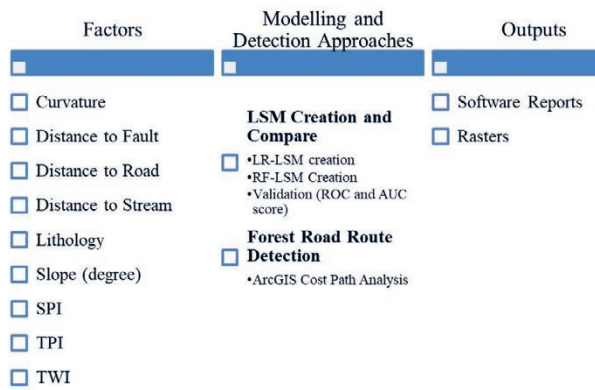 Factors
Curvature
Distance to Fault
Distance to Road
Distance to Stream
Lithology
Slope (degree)
SPI
TPI
TWI
Modelling and
Detection Approaches
LSM Creation and
Compare
•LR-LSM creation
•RF-LSM Creation
•Validation (ROC and AUC
score)
Forest Road Route
Detection
•ArcGIS Cost Path Analysis
Outputs
Software Reports
Rasters